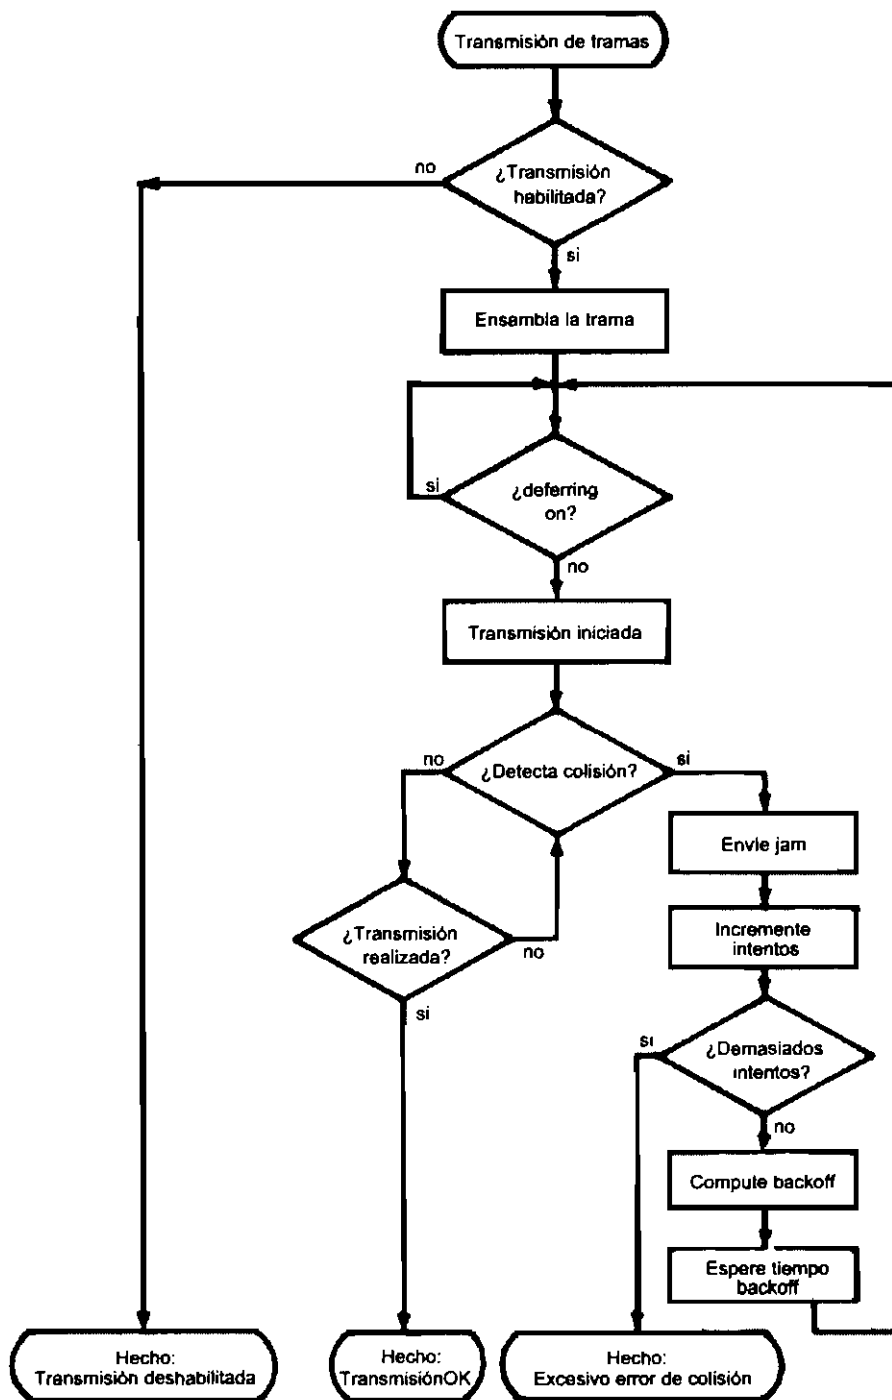 Transmisión de tramas
no
¿Transmisión
habilitada?
si
Ensambla la trama
si
¿deferring
on?
no
Transmisión iniciada
no
¿Detecta colisión?
si
Envie jam
¿Transmisión
realizada?
no
Incremente
intentos
si
si
¿Demasiados
intentos?
no
Compute backoff
Espere tiempo
backoff
Hecho:
Transmisión deshabilitada
Hecho:
TransmisiónOK
Hecho:
Excesivo error de colisión